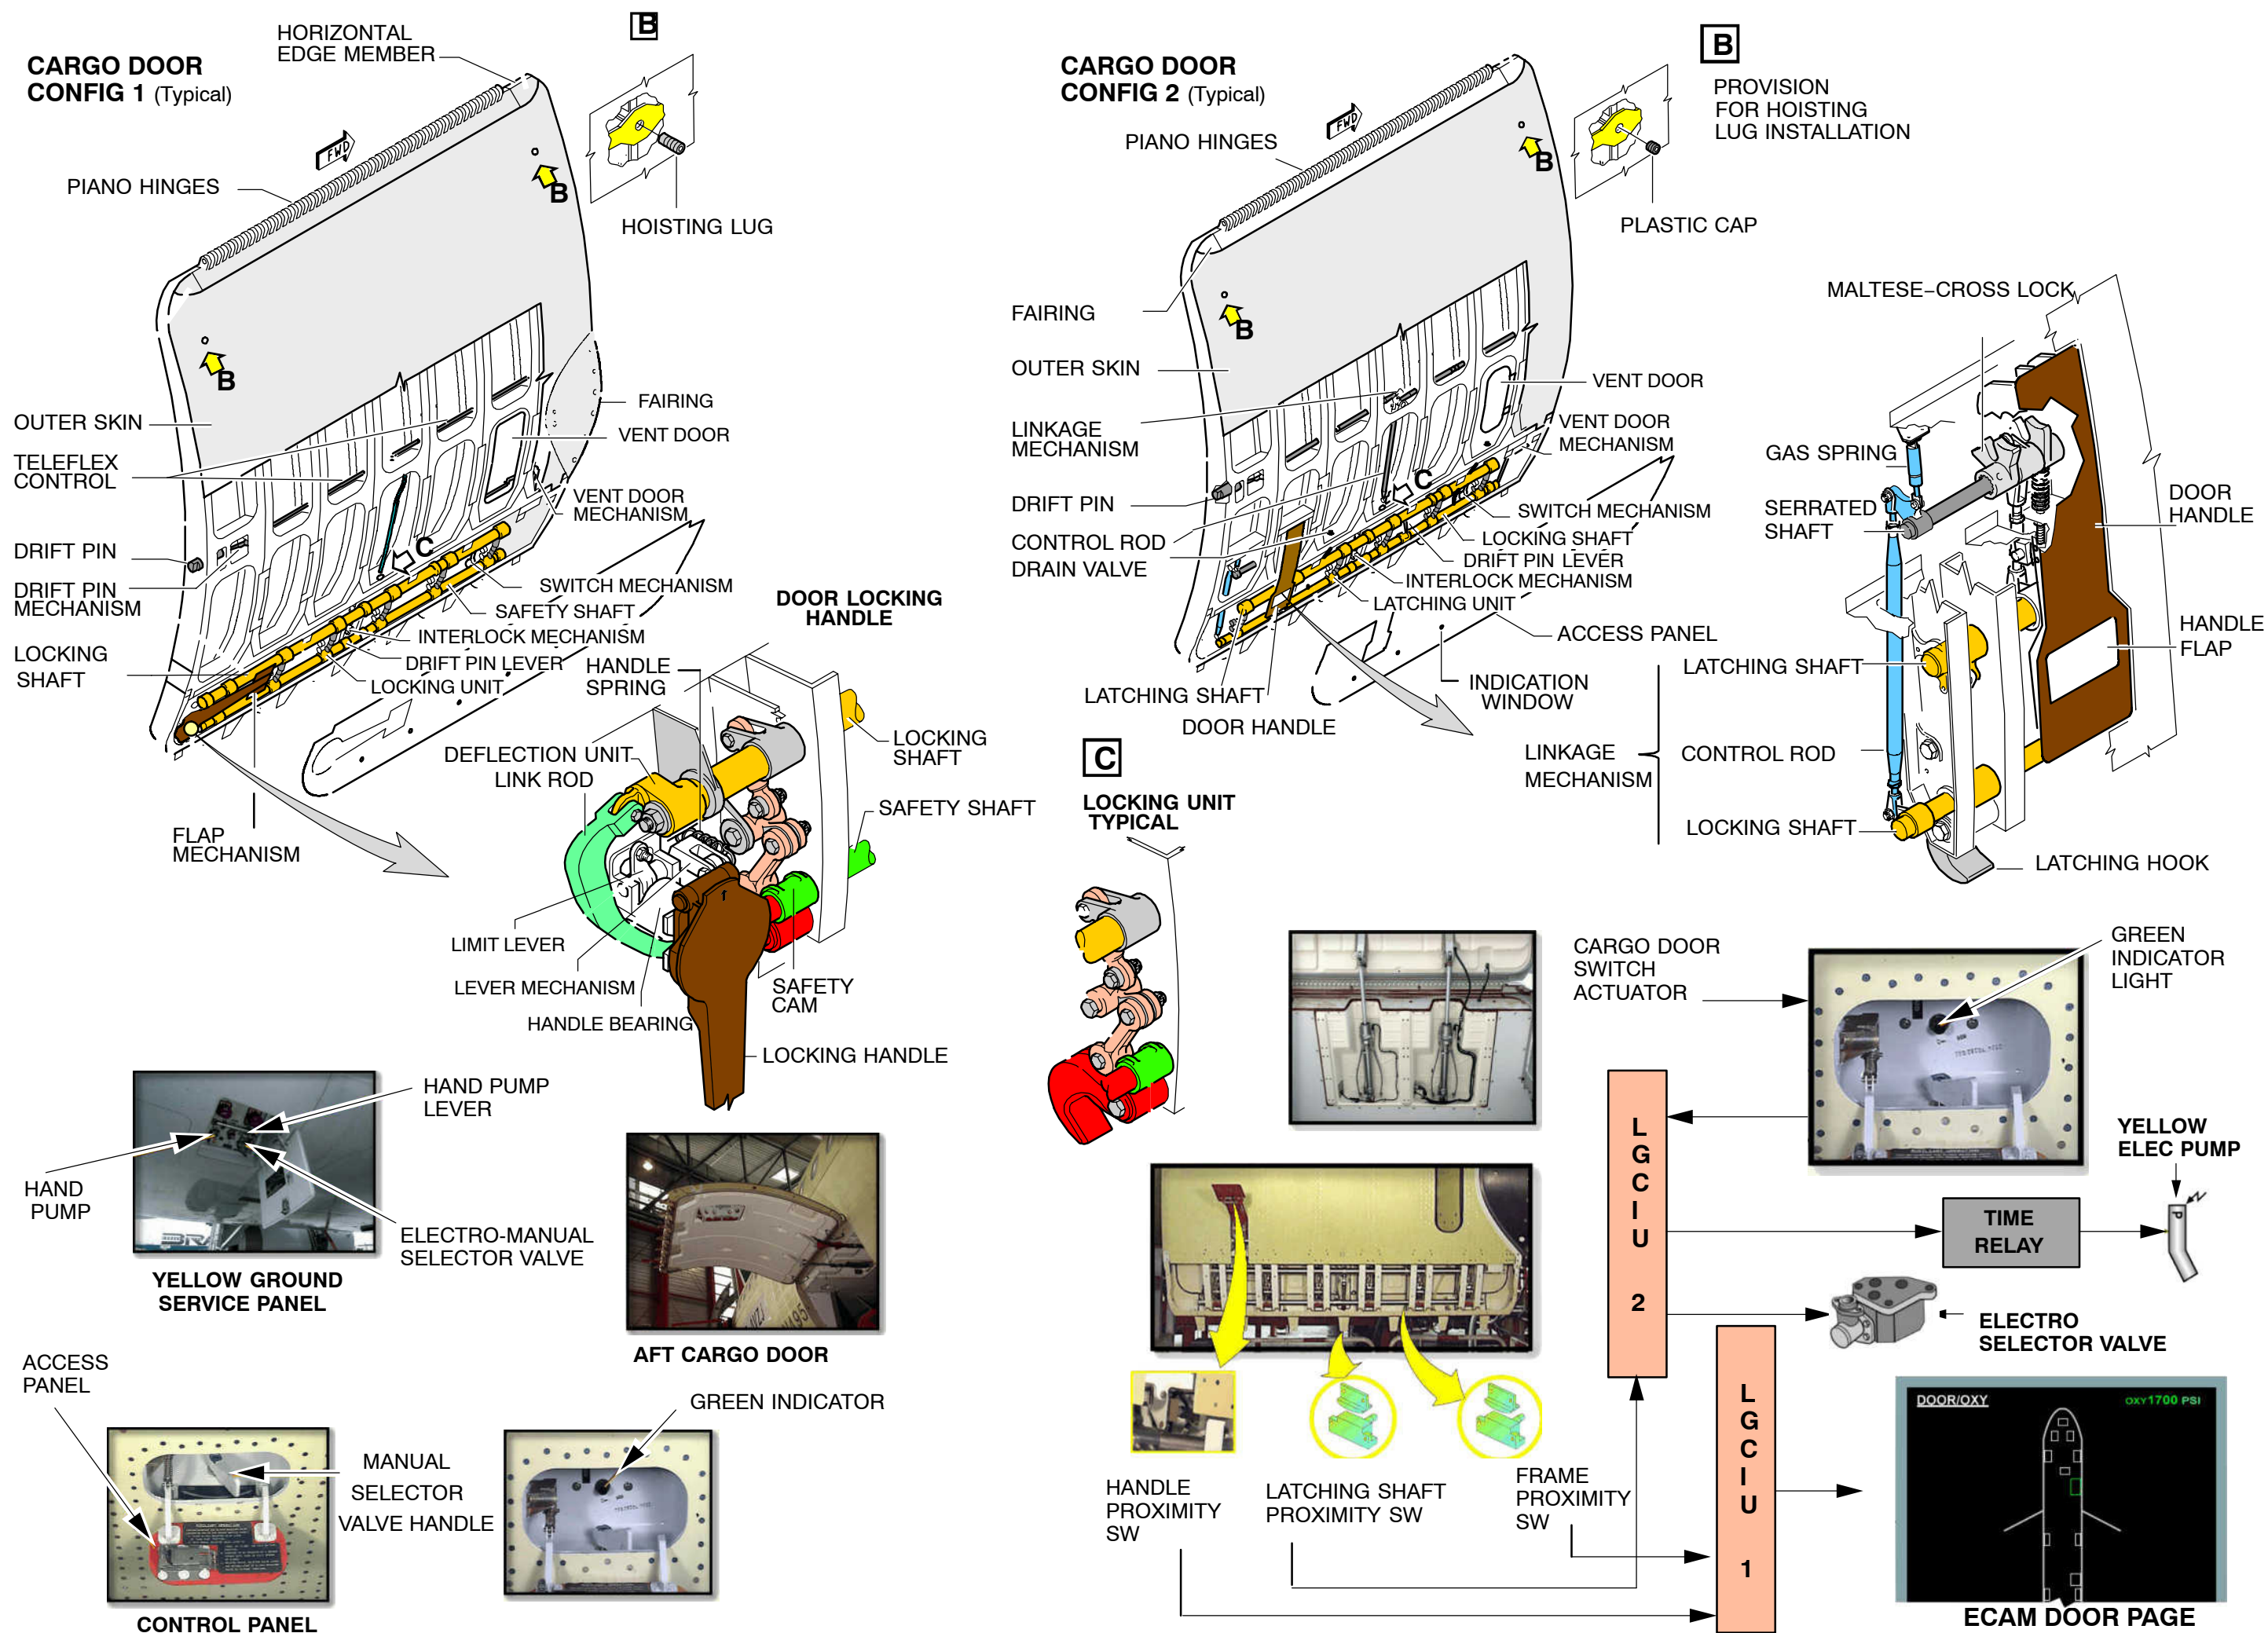 CARGO DOOR
CONFIG 1 (Typical)
HORIZONTAL
EDGE MEMBER
B
FWD
PIANO HINGES
B
HOISTING LUG
B
OUTER SKIN
FAIRING
VENT DOOR
TELEFLEX
CONTROL
VENT DOOR
MECHANISM
DRIFT PIN
C
DRIFT PIN
MECHANISM
SWITCH MECHANISM
SAFETY SHAFT
INTERLOCK MECHANISM
DRIFT PIN LEVER
LOCKING UNIT
LOCKING
SHAFT
FLAP
MECHANISM
DOOR LOCKING
HANDLE
HANDLE
SPRING
DEFLECTION UNIT
LINK ROD
LOCKING
SHAFT
SAFETY SHAFT
LIMIT LEVER
LEVER MECHANISM
HANDLE BEARING
SAFETY
CAM
LOCKING HANDLE
HAND PUMP
LEVER
HAND
PUMP
ELECTRO-MANUAL
SELECTOR VALVE
YELLOW GROUND
SERVICE PANEL
AFT CARGO DOOR
ACCESS
PANEL
MANUAL
SELECTOR
VALVE HANDLE
CONTROL PANEL
GREEN INDICATOR
CARGO DOOR
CONFIG 2 (Typical)
B
PROVISION
FOR HOISTING
LUG INSTALLATION
FWD
PIANO HINGES
B
PLASTIC CAP
FAIRING
B
OUTER SKIN
VENT DOOR
LINKAGE
MECHANISM
VENT DOOR
MECHANISM
DRIFT PIN
C
SWITCH MECHANISM
CONTROL ROD
LOCKING SHAFT
DRAIN VALVE
DRIFT PIN LEVER
INTERLOCK MECHANISM
LATCHING UNIT
ACCESS PANEL
LATCHING SHAFT
INDICATION
WINDOW
DOOR HANDLE
MALTESE–CROSS LOCK
GAS SPRING
SERRATED
SHAFT
DOOR
HANDLE
HANDLE
FLAP
LATCHING SHAFT
LINKAGE
MECHANISM
CONTROL ROD
LOCKING SHAFT
LATCHING HOOK
C
LOCKING UNIT
TYPICAL
CARGO DOOR
SWITCH
ACTUATOR
GREEN
INDICATOR
LIGHT
LGCIU 2
YELLOW
ELEC PUMP
TIME
RELAY
P
ELECTRO
SELECTOR VALVE
LGCIU 1
HANDLE
PROXIMITY
SW
LATCHING SHAFT
PROXIMITY SW
FRAME
PROXIMITY
SW
DOOR/OXY
OXY 1700 PSI
ECAM DOOR PAGE